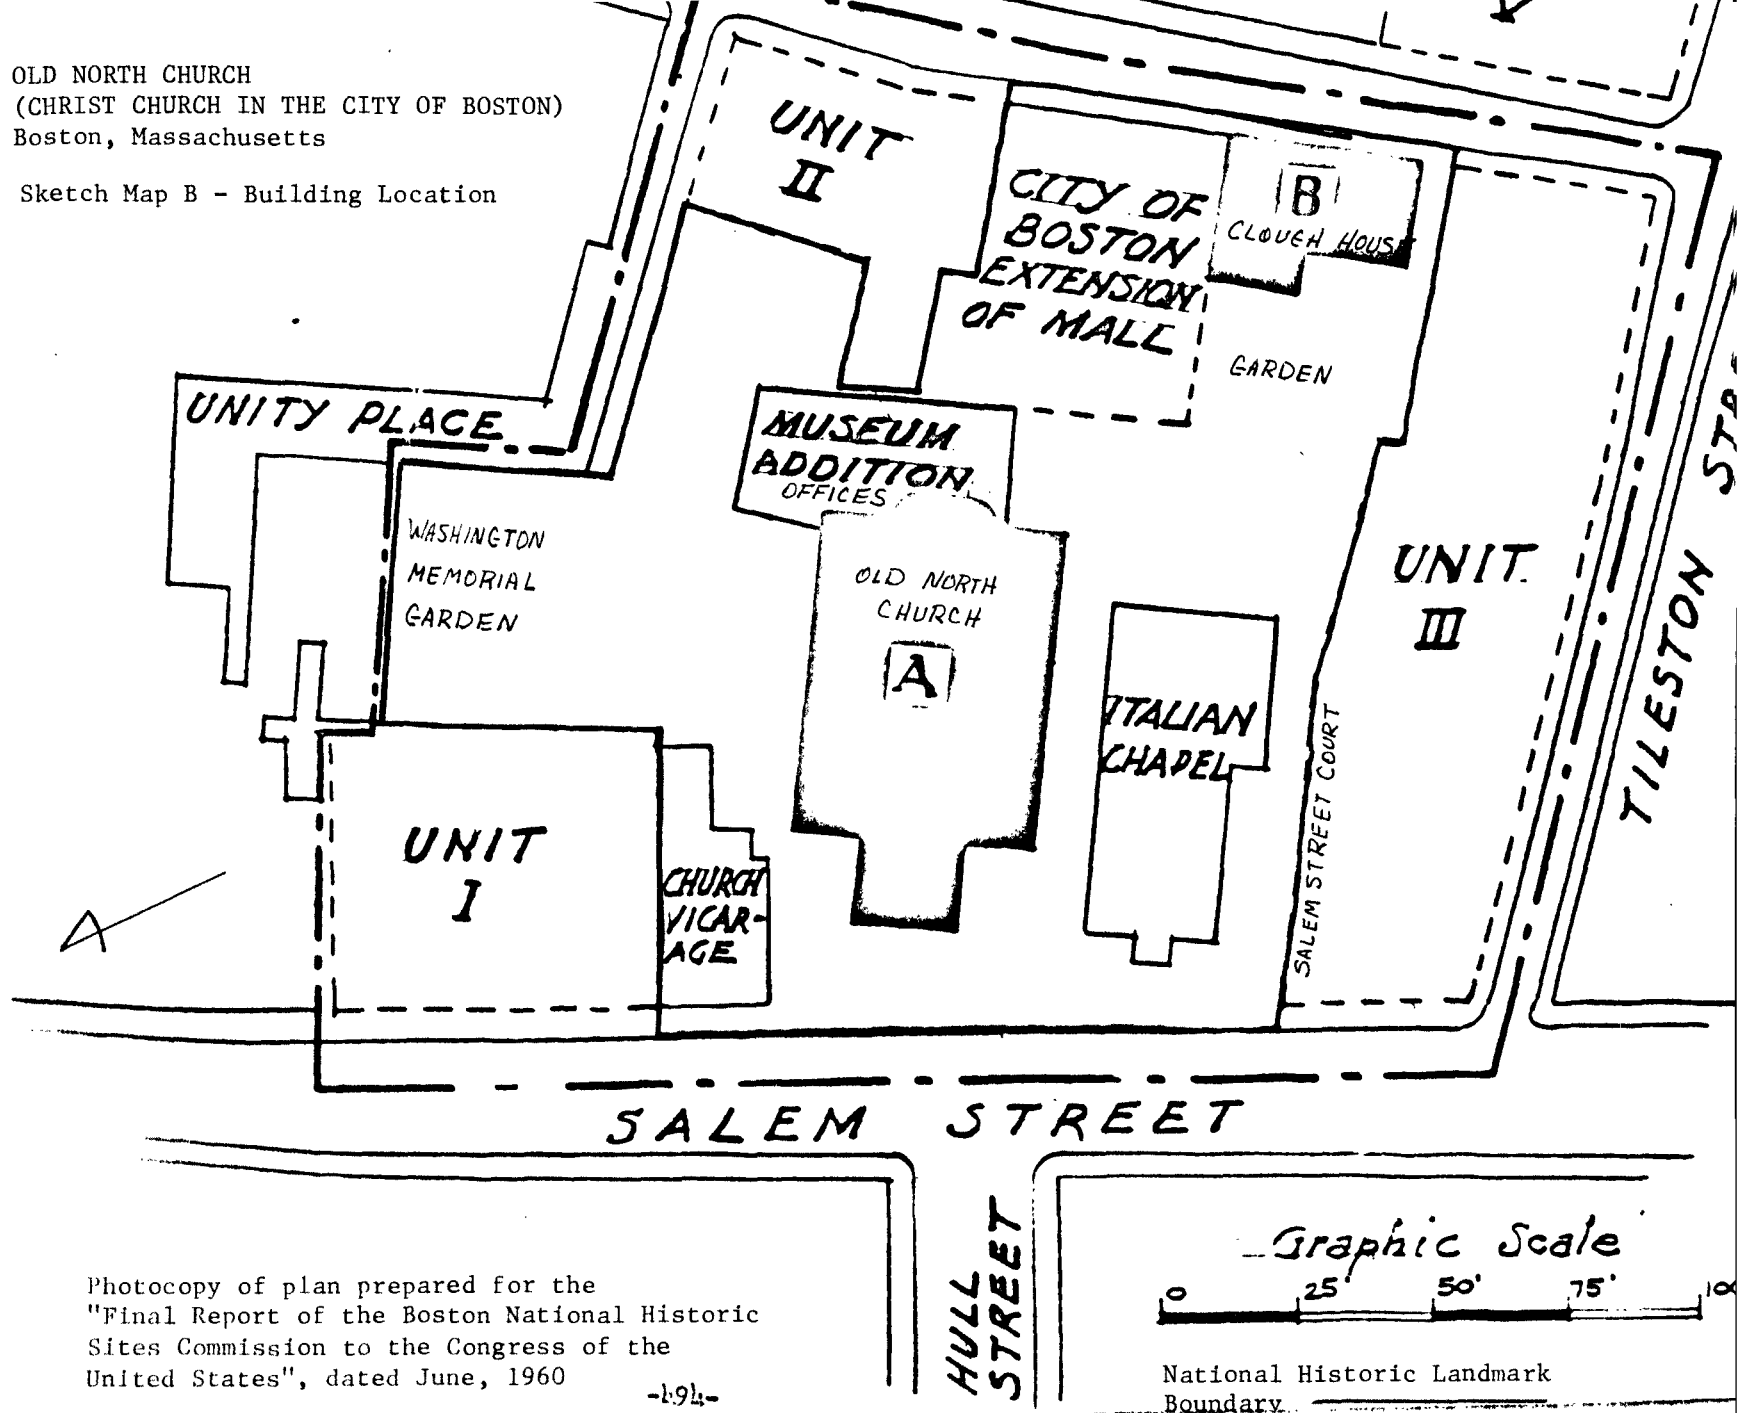 OLD NORTH CHURCH
(CHRIST CHURCH IN THE CITY OF BOSTON)
Boston, Massachusetts
Sketch Map B - Building Location
UNIT
II
CITY OF
BOSTON
EXTENSION
OF MALL
B
CLOUGH HOUSE
GARDEN
UNITY PLACE
MUSEUM
ADDITION
OFFICES
WASHINGTON
MEMORIAL
GARDEN
OLD NORTH
CHURCH
A
ITALIAN
CHAPEL
UNIT
III
SALEM STREET COURT
TILESTON STR
UNIT
I
CHURCH
VICAR-
AGE
SALEM STREET
HULL
STREET
Graphic Scale
0 25' 50' 75' 100
Photocopy of plan prepared for the
"Final Report of the Boston National Historic
Sites Commission to the Congress of the
United States", dated June, 1960
National Historic Landmark
Boundary